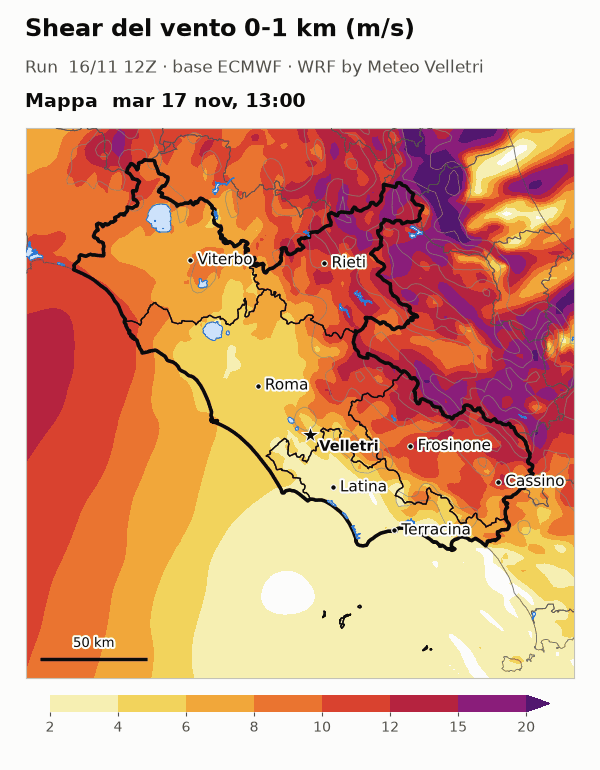 Shear del vento 0-1 km (m/s)
Run  16/11 12Z · base ECMWF · WRF by Meteo Velletri
Mappa  mar 17 nov, 13:00
Viterbo
Rieti
Roma
Velletri
Frosinone
Latina
Cassino
Terracina
50 km
2 4 6 8 10 12 15 20